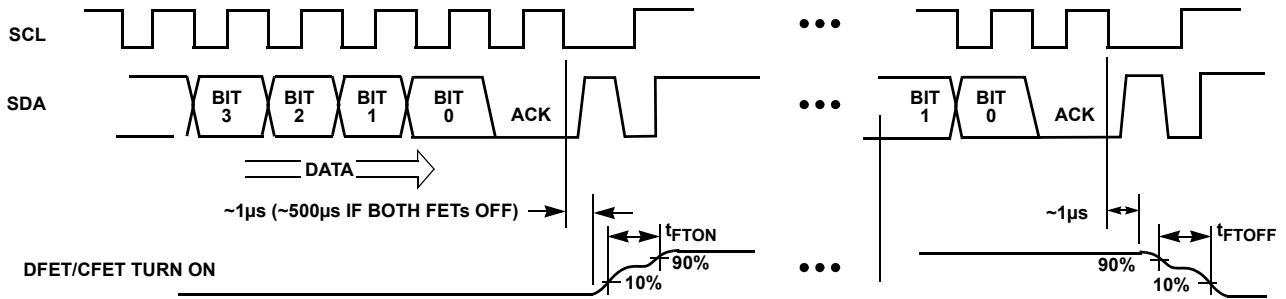 SCL
SDA
BIT 3
BIT 2
BIT 1
BIT 0
ACK
BIT 1
BIT 0
ACK
DATA
~1µs (~500µs IF BOTH FETs OFF)
~1µs
tFTON
tFTOFF
DFET/CFET TURN ON
90%
10%
90%
10%